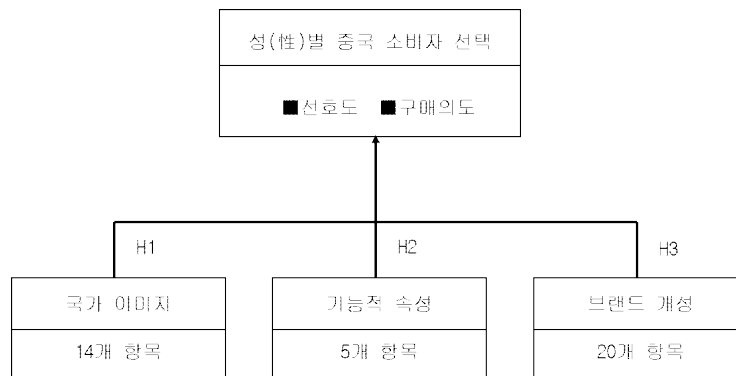 성(性)별 중국 소비자 선택
■선호도 ■구매의도
H1
H2
H3
국가 이미지
기능적 속성
브랜드 개성
14개 항목
5개 항목
20개 항목